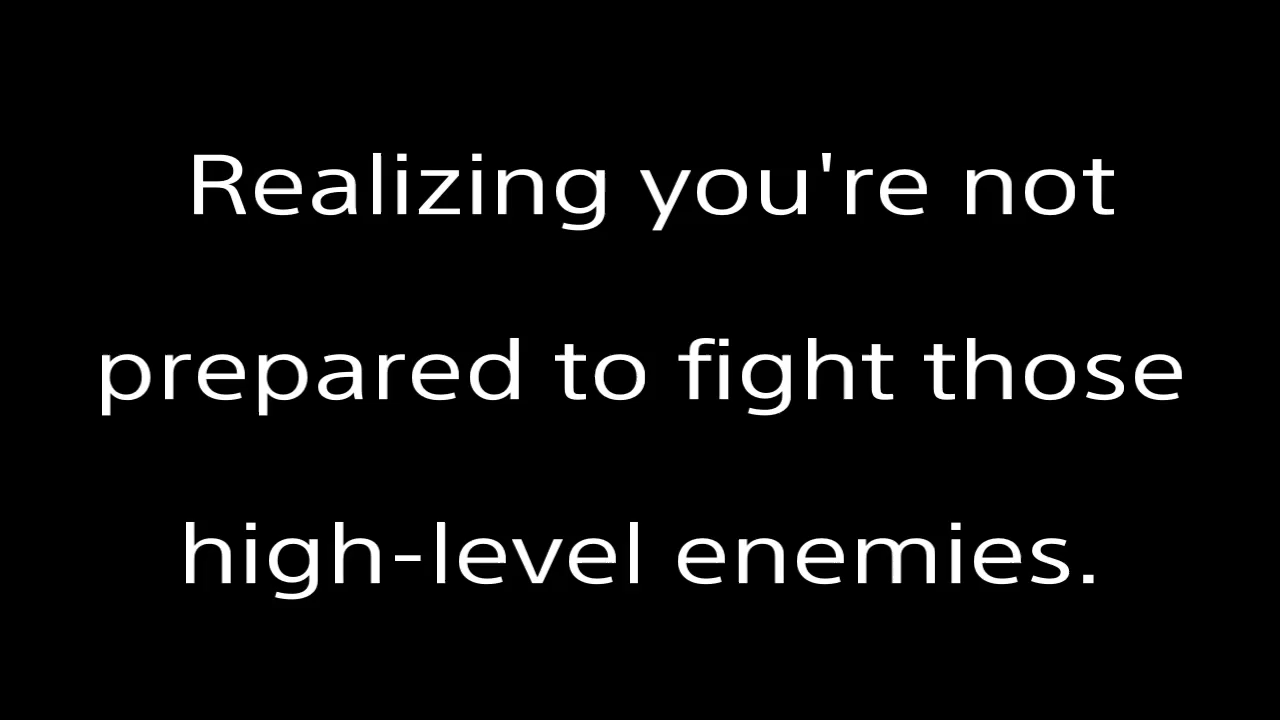 Realizing you're not
prepared to fight those
high-level enemies.